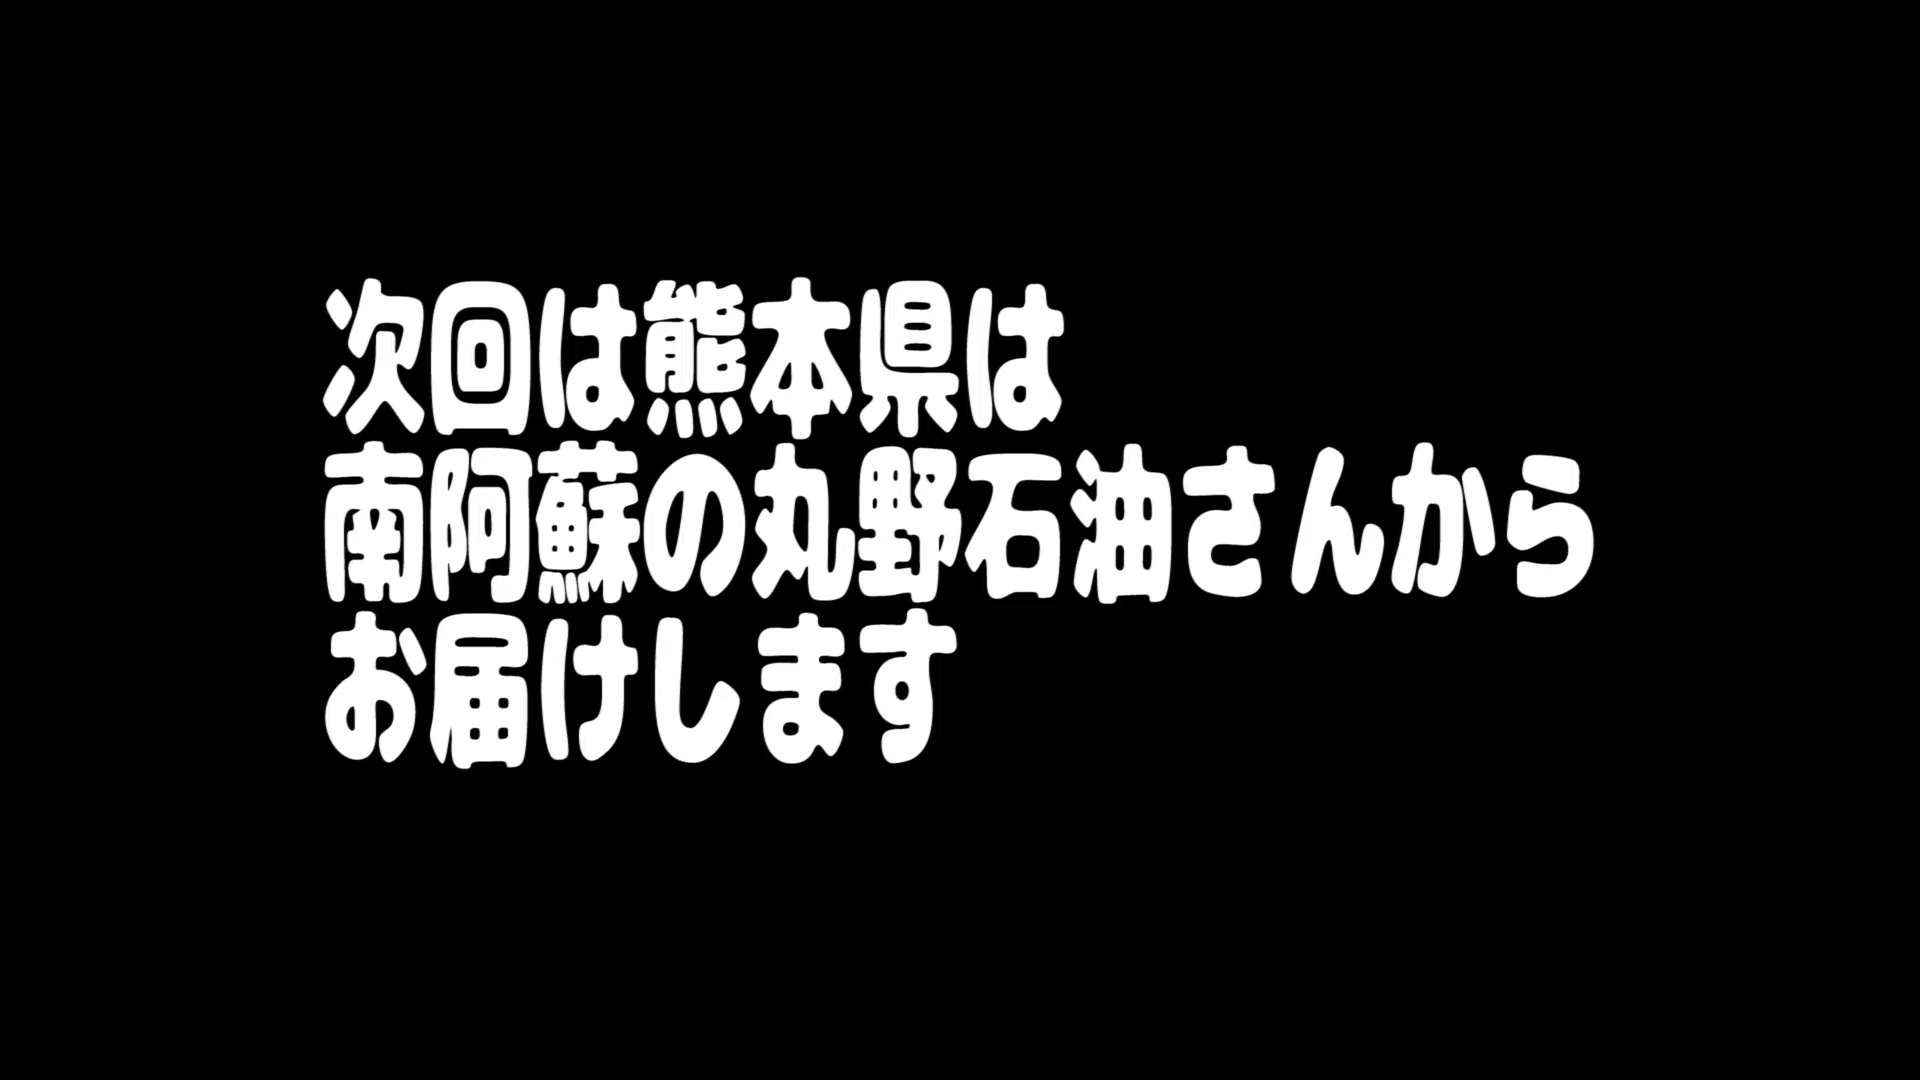 次回は熊本県は
南阿蘇の丸野石油さんから
お届けします